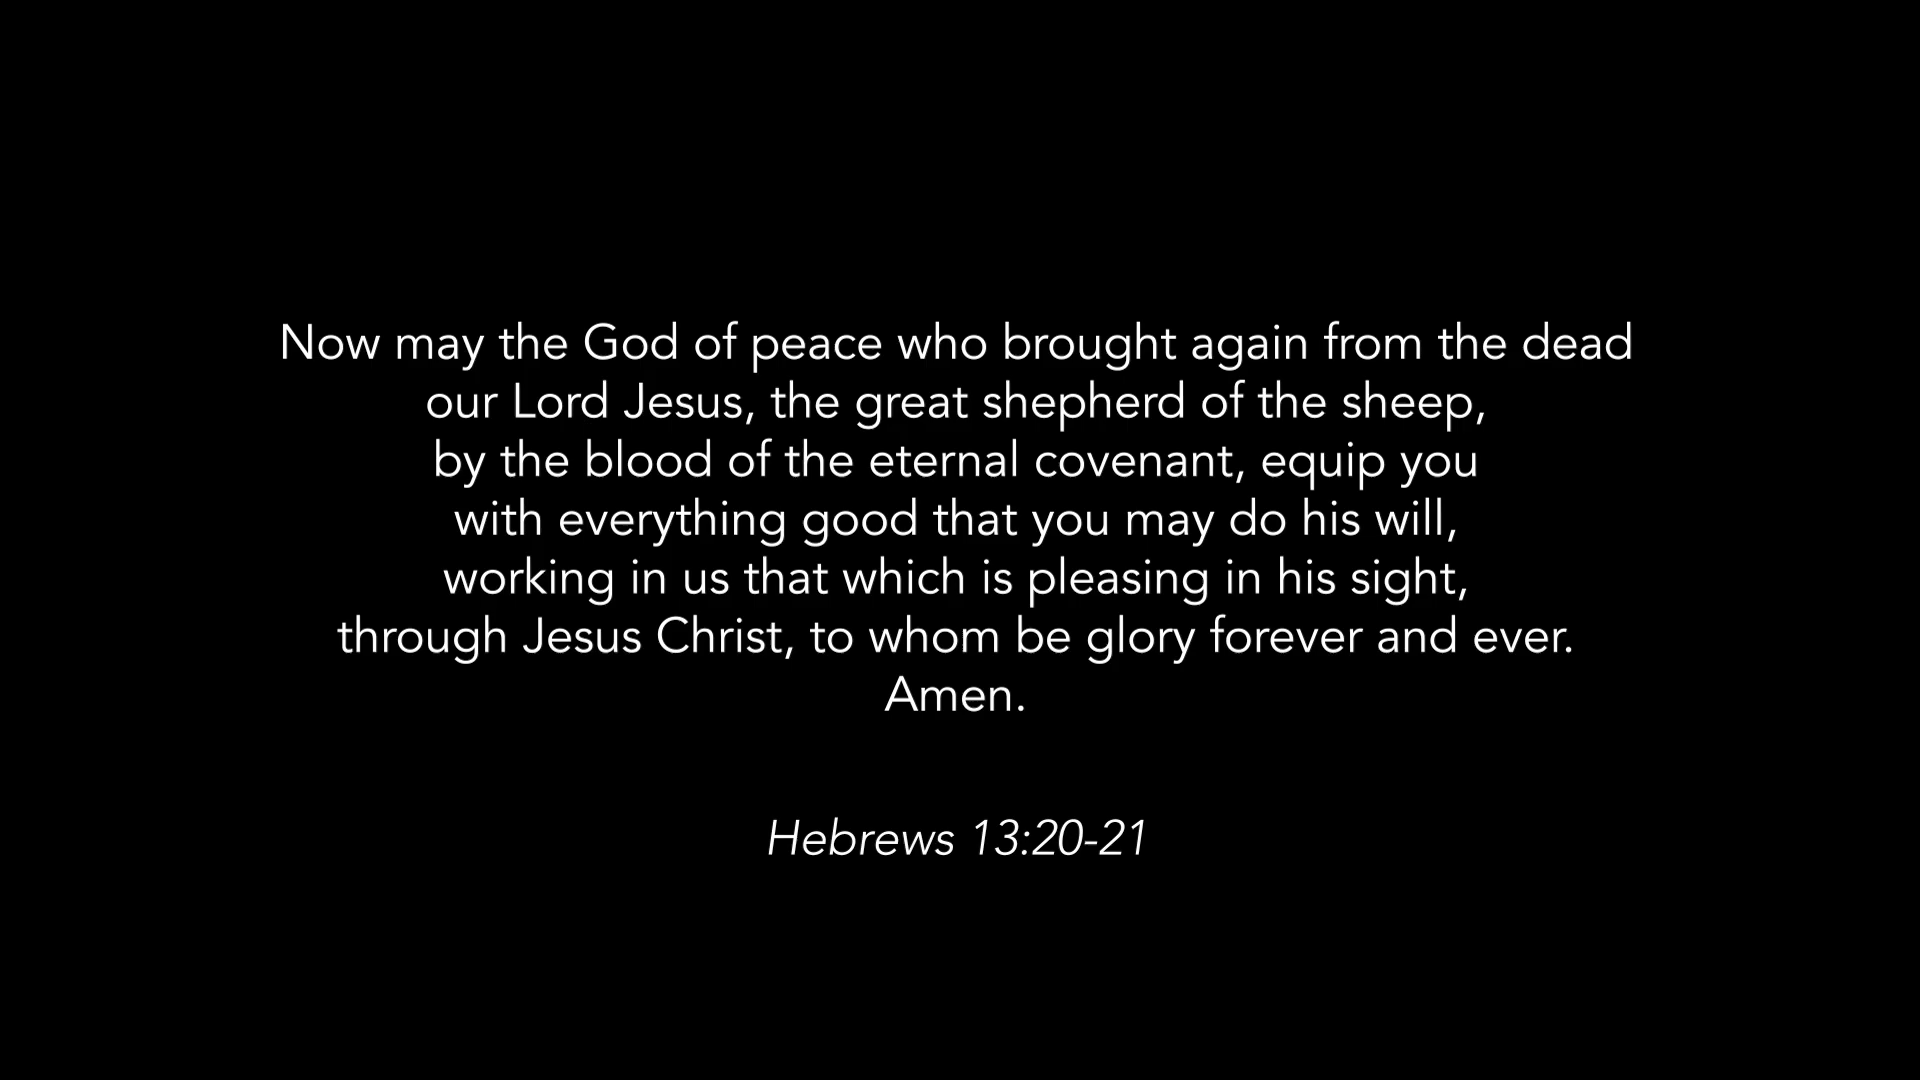 Now may the God of peace who brought again from the dead
our Lord Jesus, the great shepherd of the sheep,
by the blood of the eternal covenant, equip you
with everything good that you may do his will,
working in us that which is pleasing in his sight,
through Jesus Christ, to whom be glory forever and ever.
Amen.
Hebrews 13:20-21